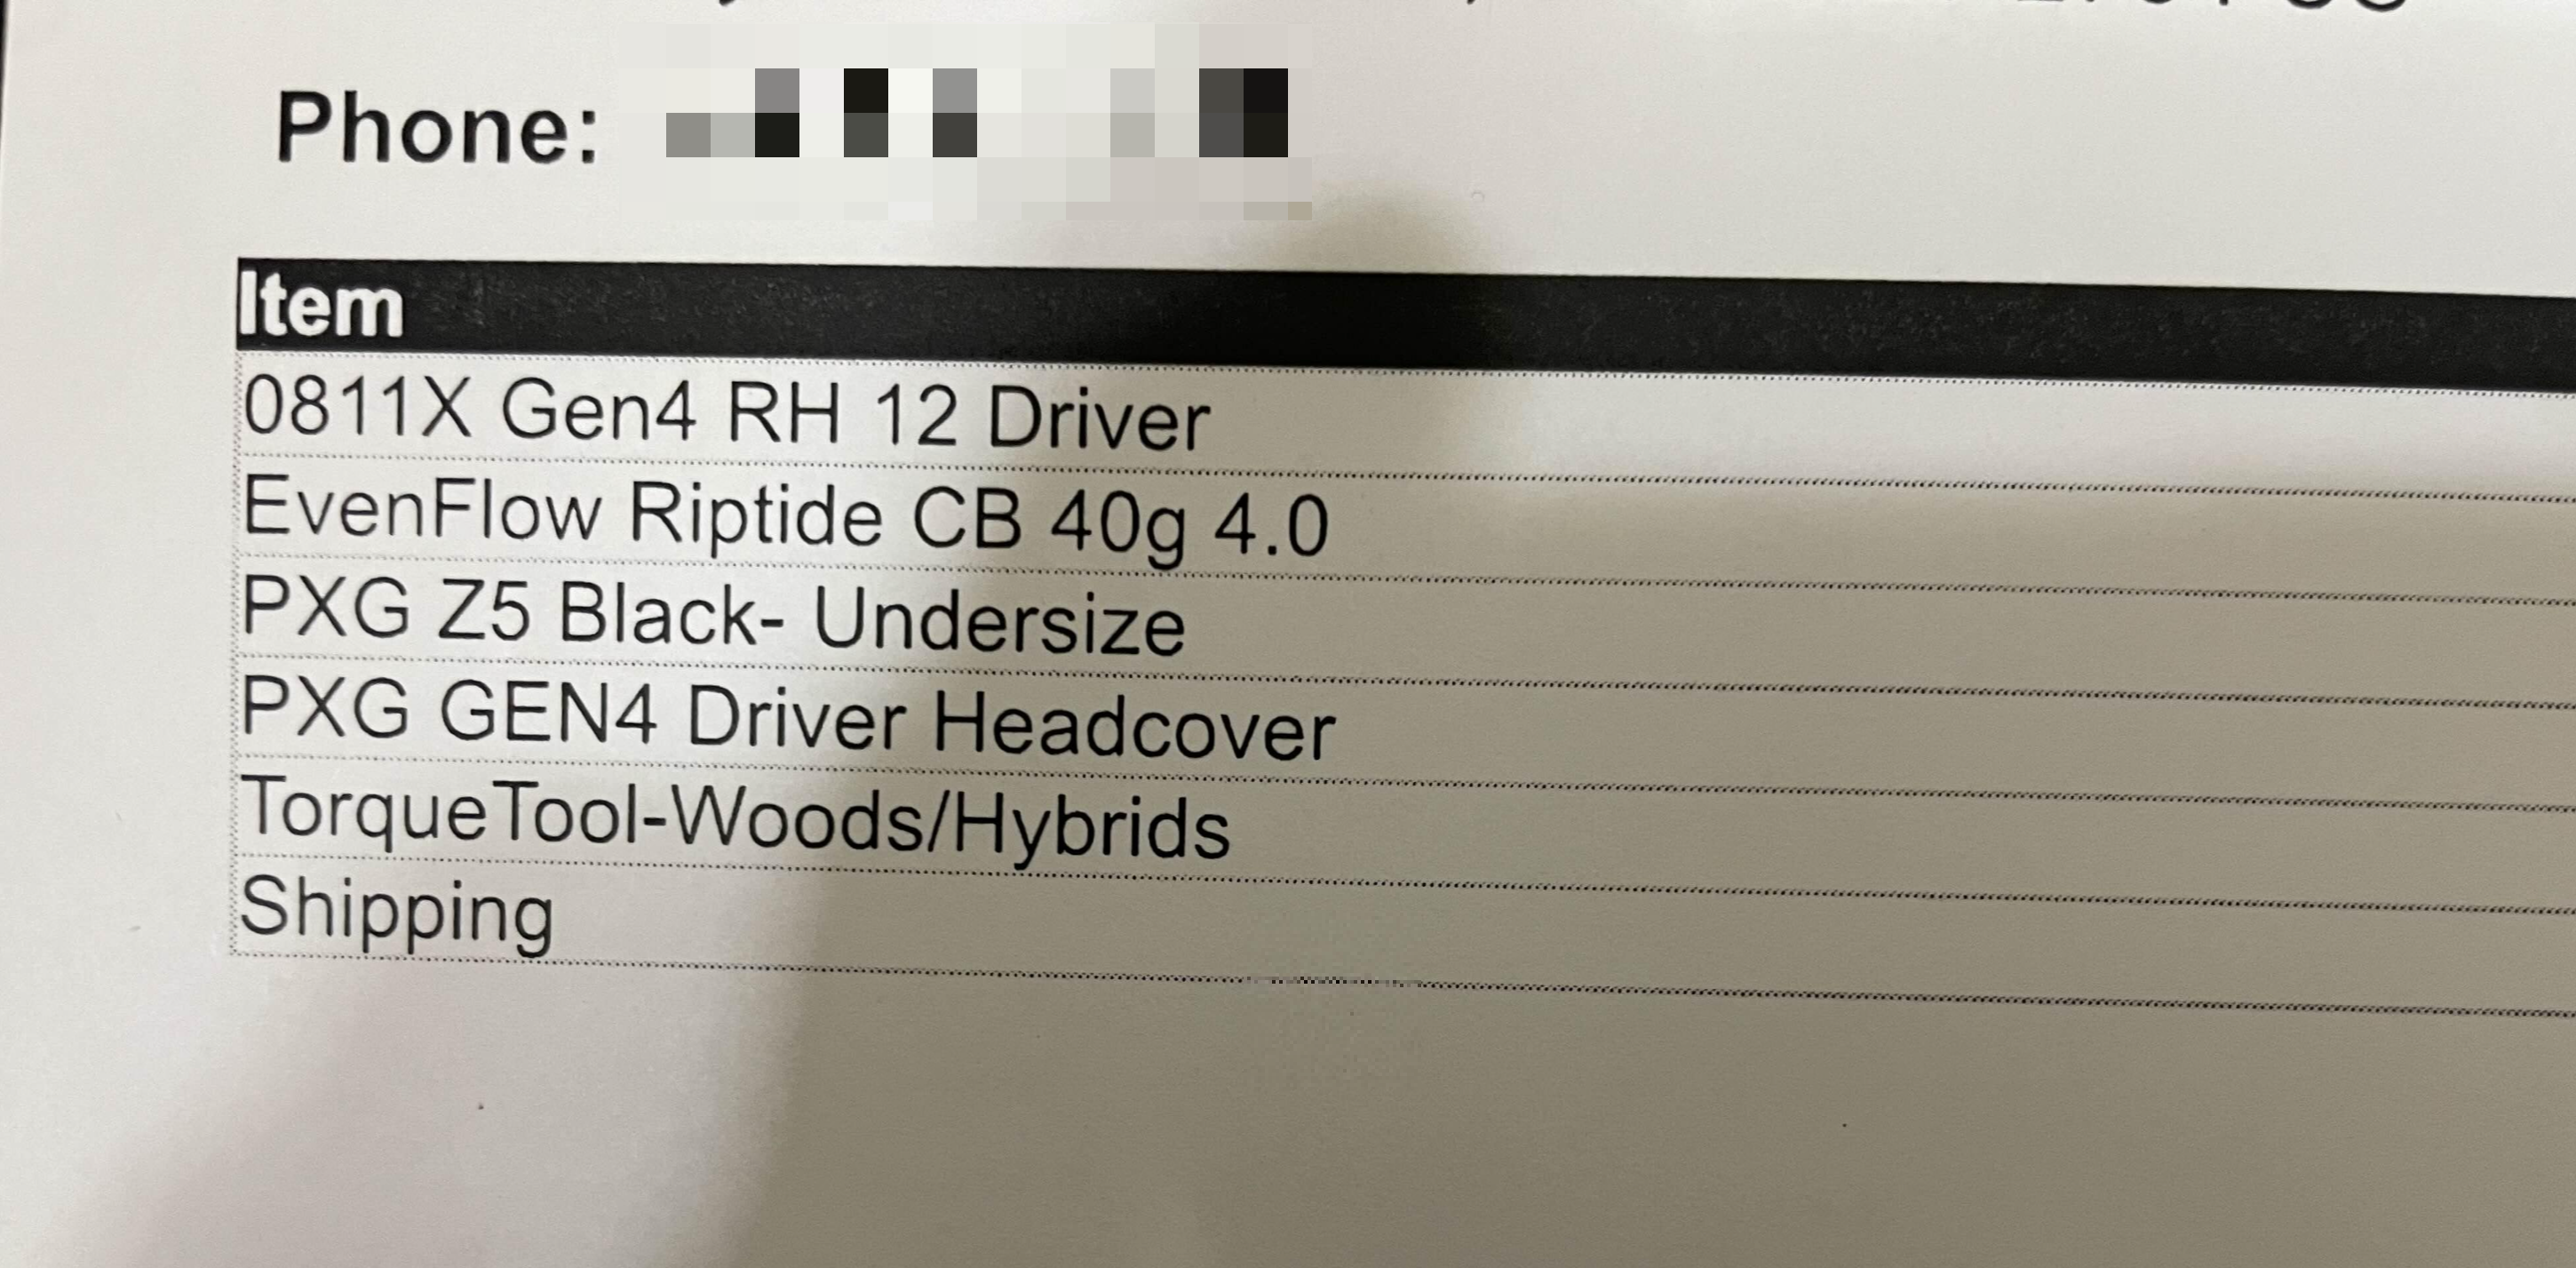 Phone:
Item
0811X Gen4 RH 12 Driver
EvenFlow Riptide CB 40g 4.0
PXG Z5 Black- Undersize
PXG GEN4 Driver Headcover
TorqueTool-Woods/Hybrids
Shipping